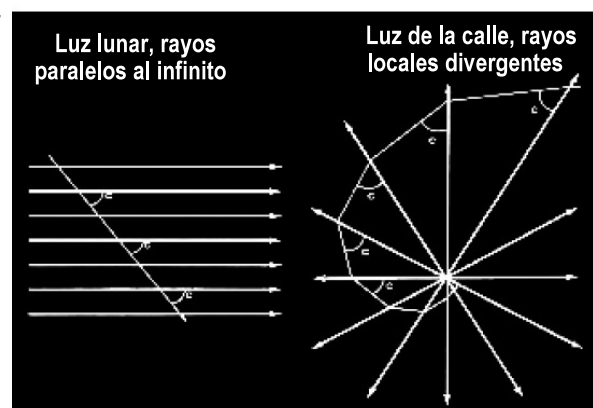 Luz lunar, rayos
paralelos al infinito
Luz de la calle, rayos
locales divergentes
e
e
e
e
e
e
e
e